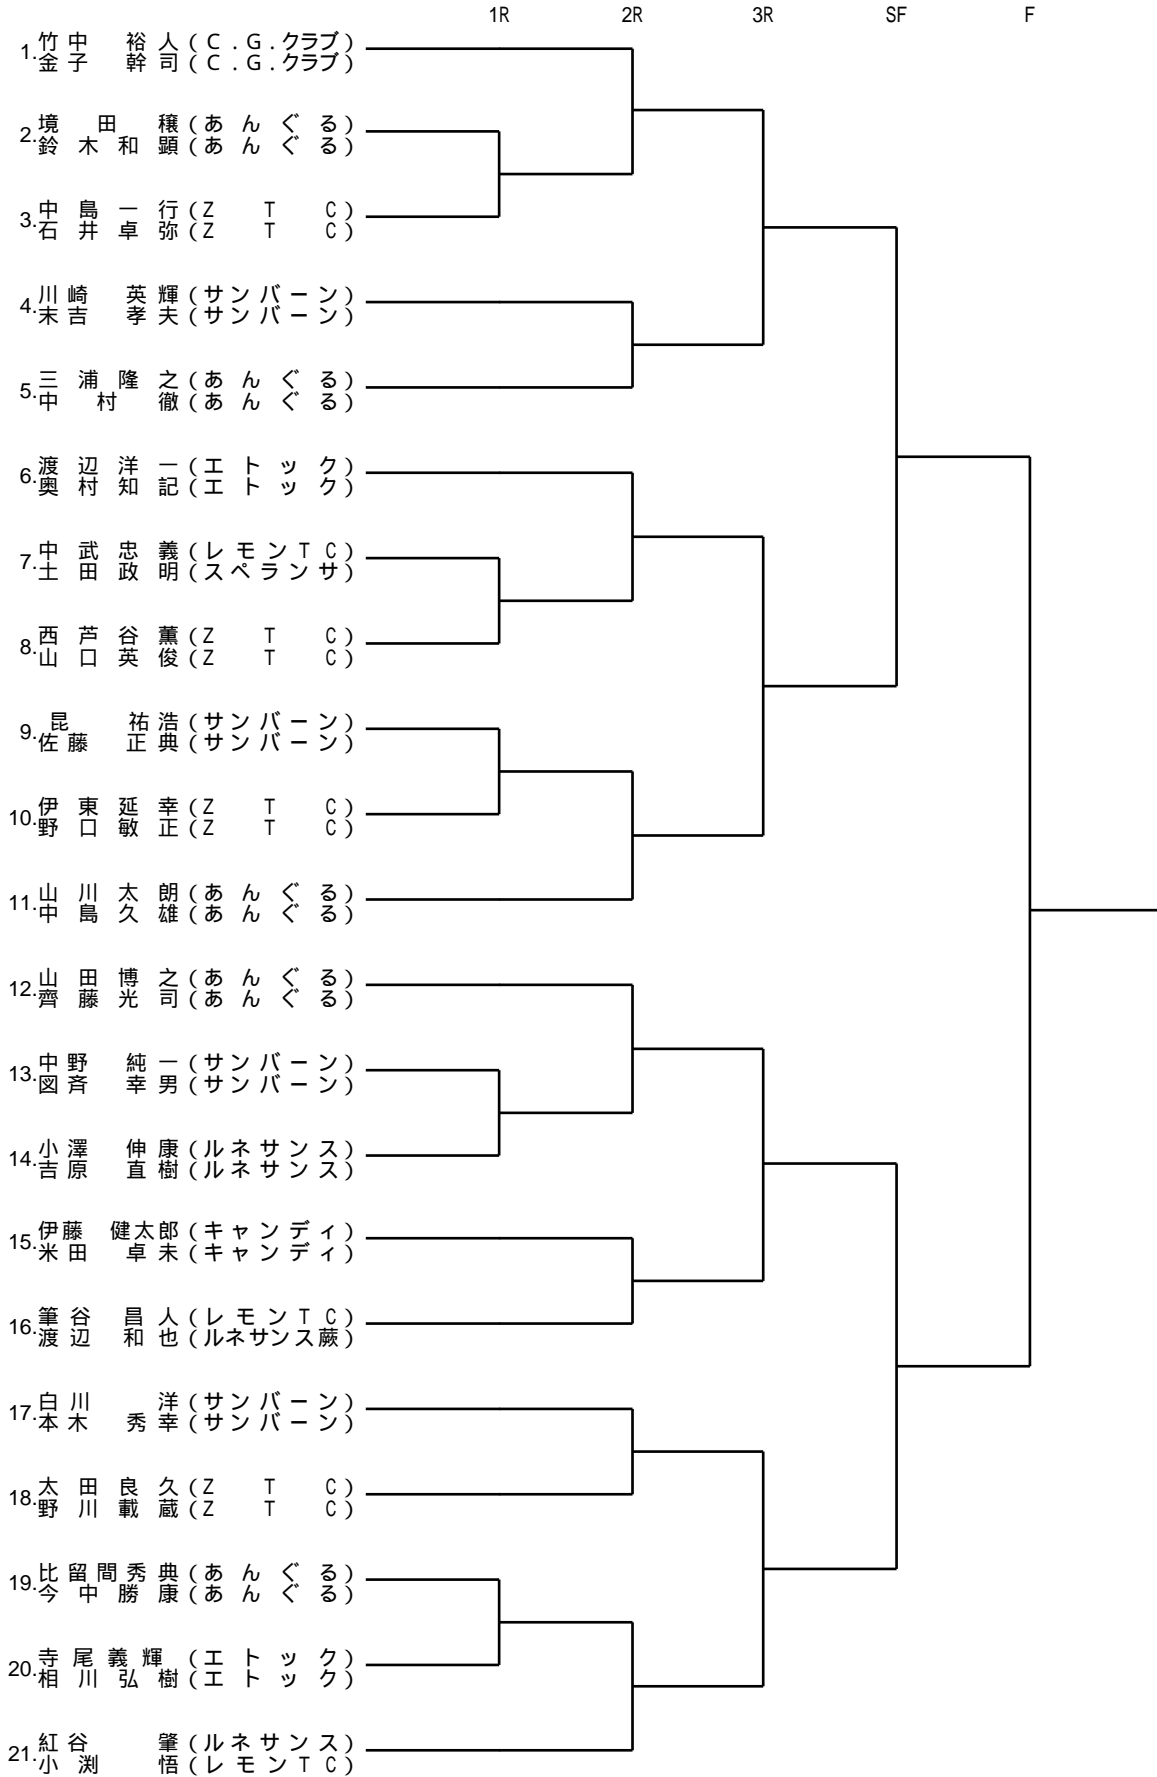 1R 2R 3R SF F
1. 竹中 裕人(C.G.クラブ)
金子 幹司(C.G.クラブ)
2. 境田 穣(あんぐる)
鈴木和顕(あんぐる)
3. 中島一行(ZTC)
石井卓弥(ZTC)
4. 川崎 英輝(サンバーン)
末吉 孝夫(サンバーン)
5. 三浦隆之(あんぐる)
中村 徹(あんぐる)
6. 渡辺洋一(エトック)
奥村知記(エトック)
7. 中武忠義(レモンTC)
土田政明(スペランサ)
8. 西芦谷薫(ZTC)
山口英俊(ZTC)
9. 昆 祐浩(サンバーン)
佐藤 正典(サンバーン)
10. 伊東延幸(ZTC)
野口敏正(ZTC)
11. 山川太朗(あんぐる)
中島久雄(あんぐる)
12. 山田博之(あんぐる)
齊藤光司(あんぐる)
13. 中野 純一(サンバーン)
図斉 幸男(サンバーン)
14. 小澤 伸康(ルネサンス)
吉原 直樹(ルネサンス)
15. 伊藤 健太郎(キャンディ)
米田 卓未(キャンディ)
16. 筆谷 昌人(レモンTC)
渡辺 和也(ルネサンス蕨)
17. 白川 洋(サンバーン)
本木 秀幸(サンバーン)
18. 太田良久(ZTC)
野川載蔵(ZTC)
19. 比留間秀典(あんぐる)
今中勝康(あんぐる)
20. 寺尾義輝(エトック)
相川弘樹(エトック)
21. 紅谷 肇(ルネサンス)
小渕 悟(レモンTC)